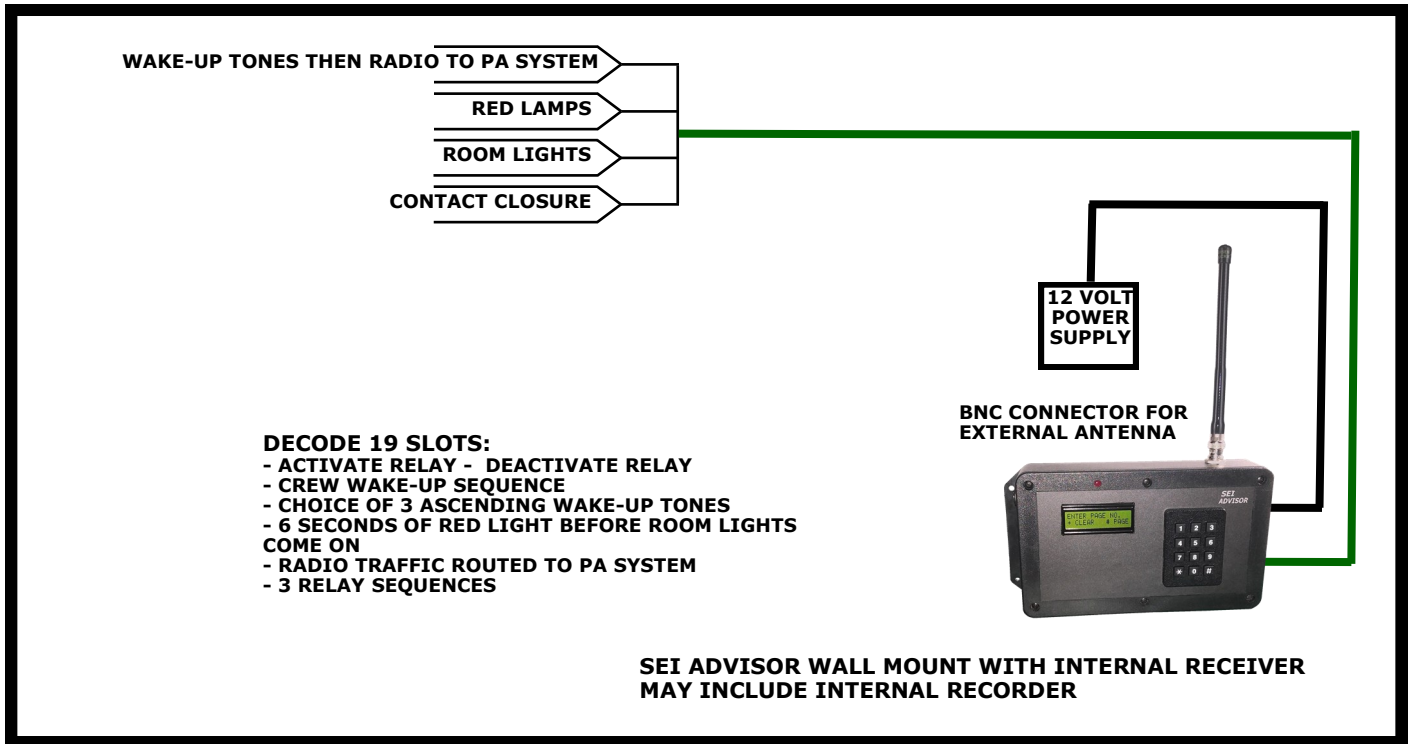 WAKE-UP TONES THEN RADIO TO PA SYSTEM
RED LAMPS
ROOM LIGHTS
CONTACT CLOSURE
12 VOLT
POWER
SUPPLY
BNC CONNECTOR FOR
EXTERNAL ANTENNA
DECODE 19 SLOTS:
- ACTIVATE RELAY - DEACTIVATE RELAY
- CREW WAKE-UP SEQUENCE
- CHOICE OF 3 ASCENDING WAKE-UP TONES
- 6 SECONDS OF RED LIGHT BEFORE ROOM LIGHTS
COME ON
- RADIO TRAFFIC ROUTED TO PA SYSTEM
- 3 RELAY SEQUENCES
SEI
ADVISOR
ENTER PAGE NO.
* CLEAR # PAGE
1 2 3
4 5 6
7 8 9
* 0 #
SEI ADVISOR WALL MOUNT WITH INTERNAL RECEIVER
MAY INCLUDE INTERNAL RECORDER